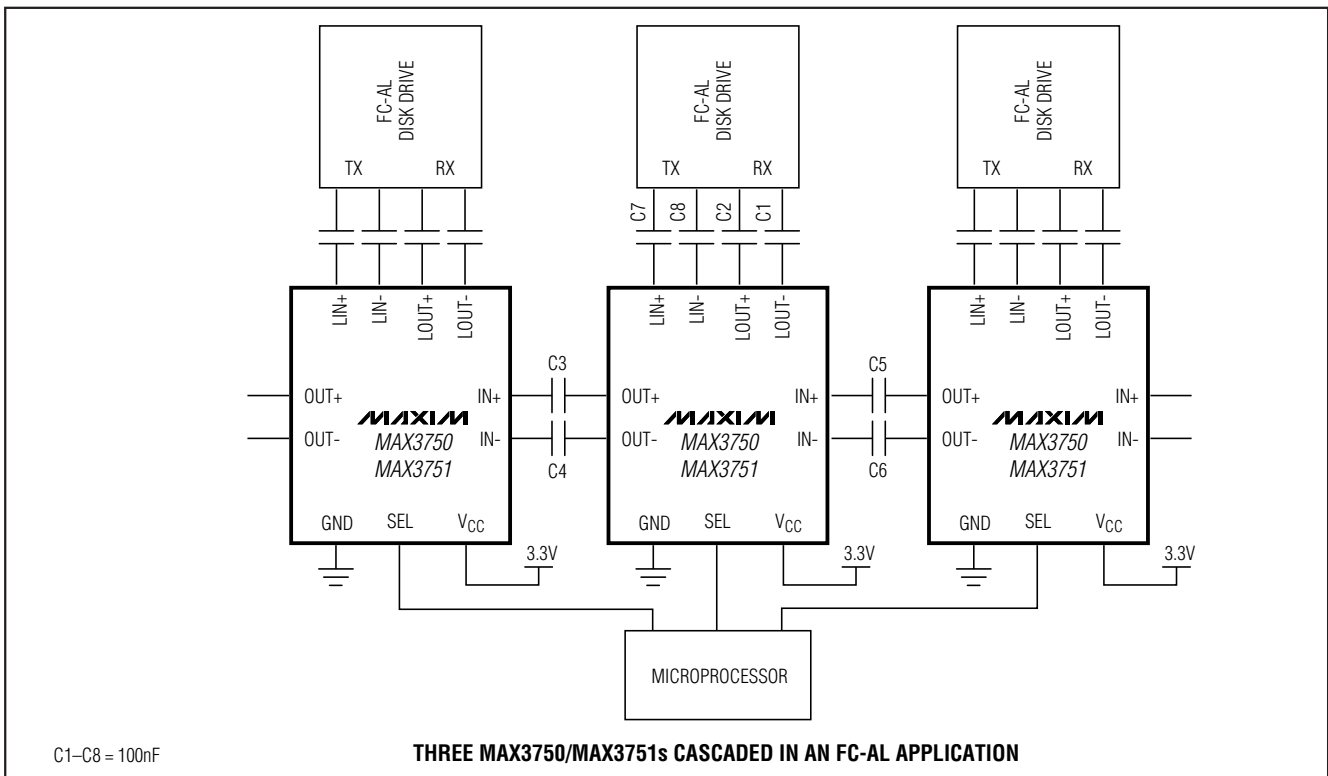 FC-AL
DISK DRIVE
TX RX
FC-AL
DISK DRIVE
TX RX
FC-AL
DISK DRIVE
TX RX
C7 C8 C2 C1
LIN+ LIN- LOUT+ LOUT-
LIN+ LIN- LOUT+ LOUT-
LIN+ LIN- LOUT+ LOUT-
C3
C5
OUT+ IN+
OUT+ IN+
OUT+ IN+
MAXIM
MAXIM
MAXIM
OUT- MAX3750 IN-
OUT- MAX3750 IN-
OUT- MAX3750 IN-
MAX3751
MAX3751
MAX3751
C4
C6
GND SEL VCC
GND SEL VCC
GND SEL VCC
3.3V
3.3V
3.3V
MICROPROCESSOR
C1–C8 = 100nF
THREE MAX3750/MAX3751s CASCADED IN AN FC-AL APPLICATION